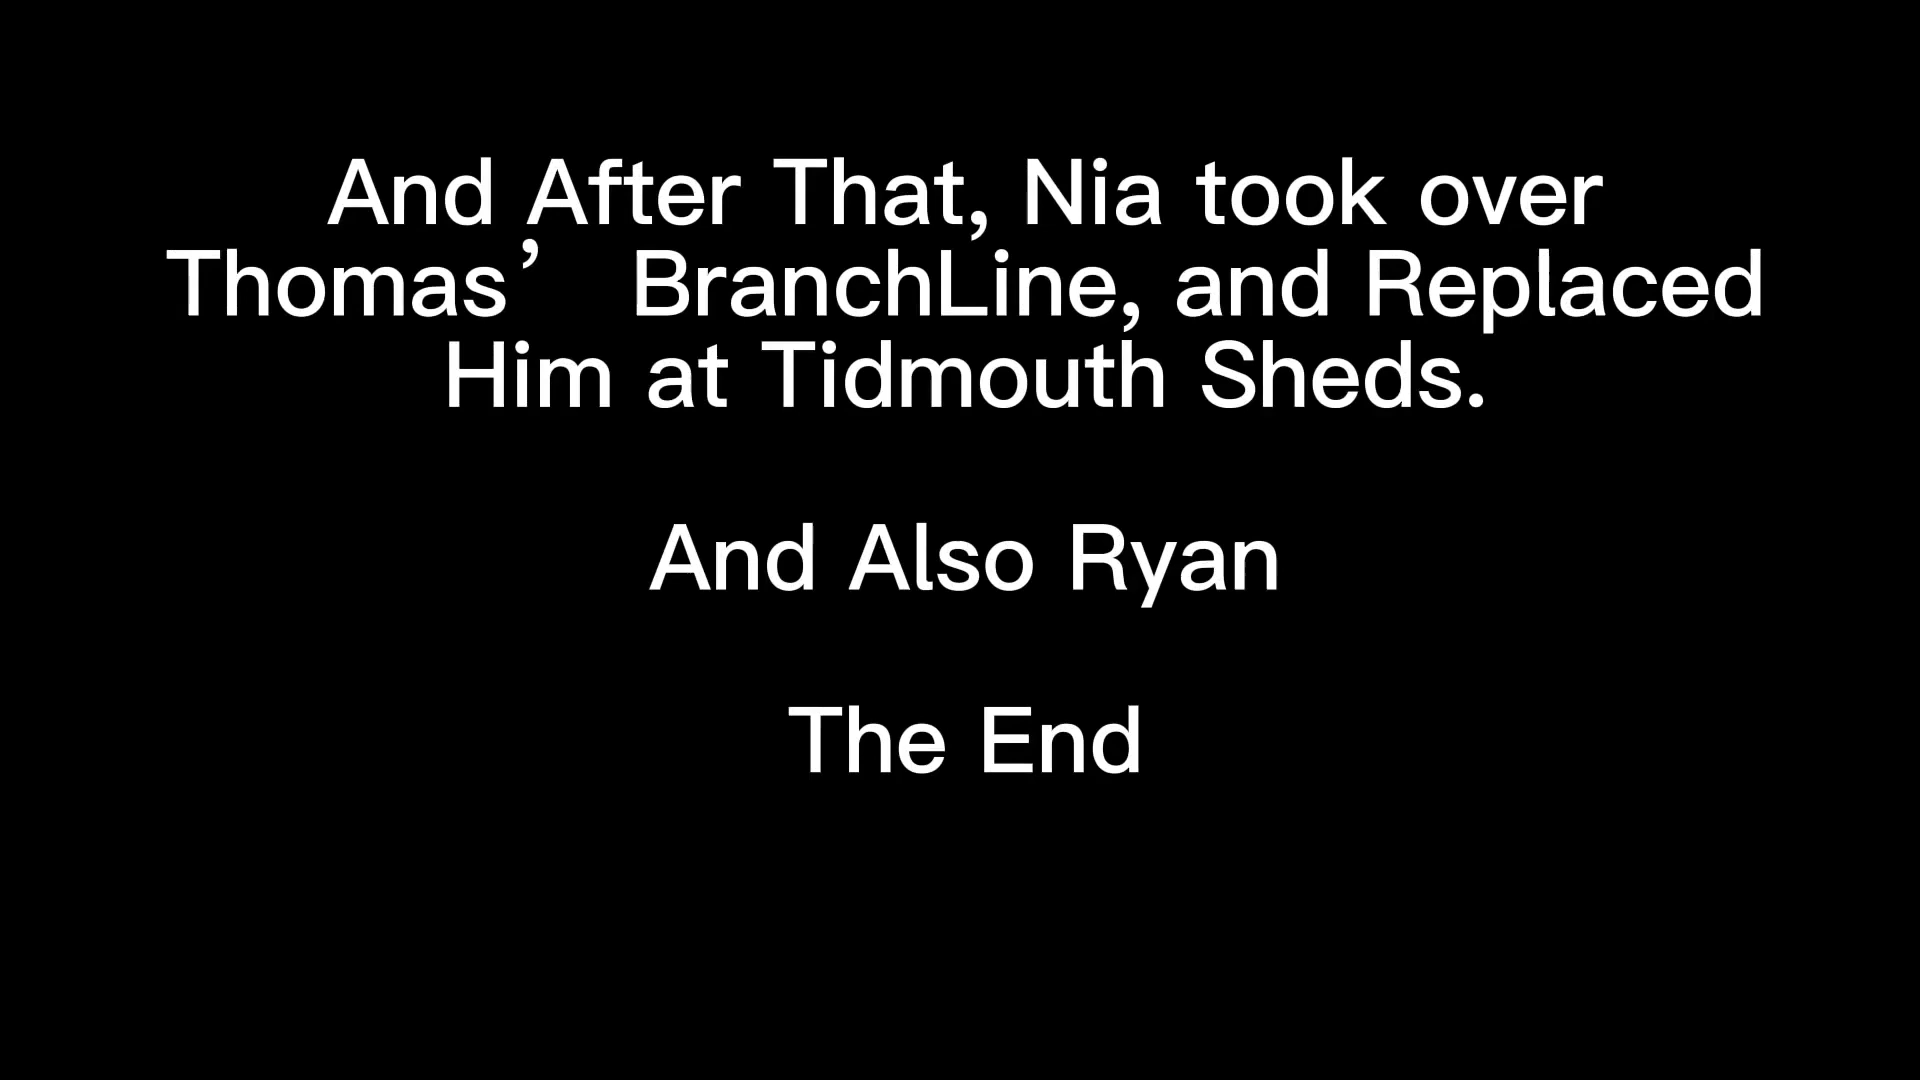 And After That, Nia took over
Thomas’ BranchLine, and Replaced
Him at Tidmouth Sheds.
And Also Ryan
The End